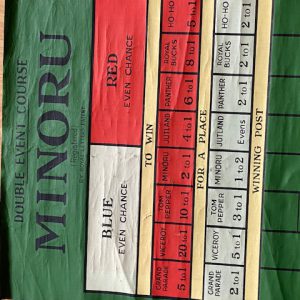 DOUBLE EVENT COURSE
MINORU
BLUE
EVEN CHANCE
RED
EVEN CHANCE
TO WIN
GRAND PARADE
VICEROY
TOM PEPPER
MINORU
JUTLAND
PANTHER
ROYAL BUCKS
HO-HO
5 to 1
20 to 1
10 to 1
2 to 1
4 to 1
6 to 1
8 to 1
5 to 1
FOR A PLACE
GRAND PARADE
VICEROY
TOM PEPPER
MINORU
JUTLAND
PANTHER
ROYAL BUCKS
HO-HO
2 to 1
5 to 1
3 to 1
1 to 2
Evens
2 to 1
2 to 1
2 to 1
WINNING POST